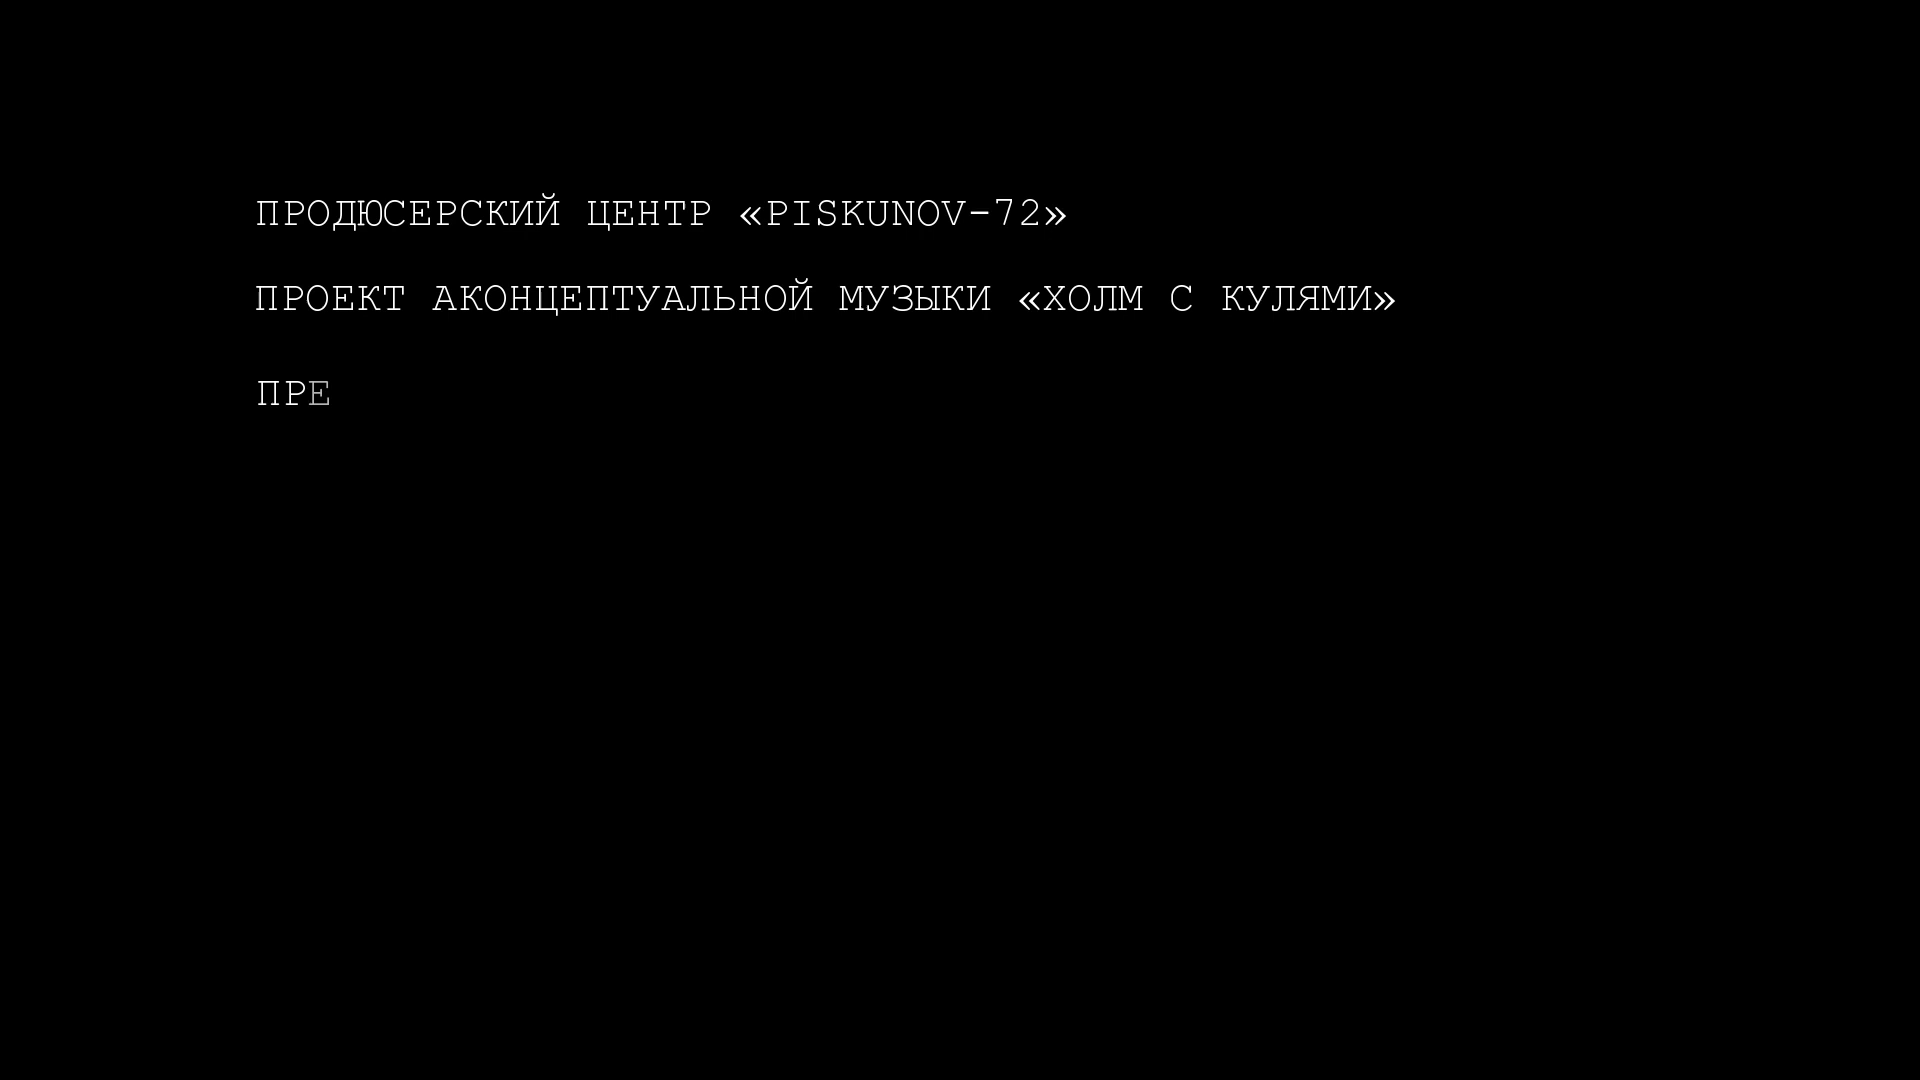 ПРОДЮСЕРСКИЙ ЦЕНТР «PISKUNOV-72»
ПРОЕКТ АКОНЦЕПТУАЛЬНОЙ МУЗЫКИ «ХОЛМ С КУЛЯМИ»
ПРЕ